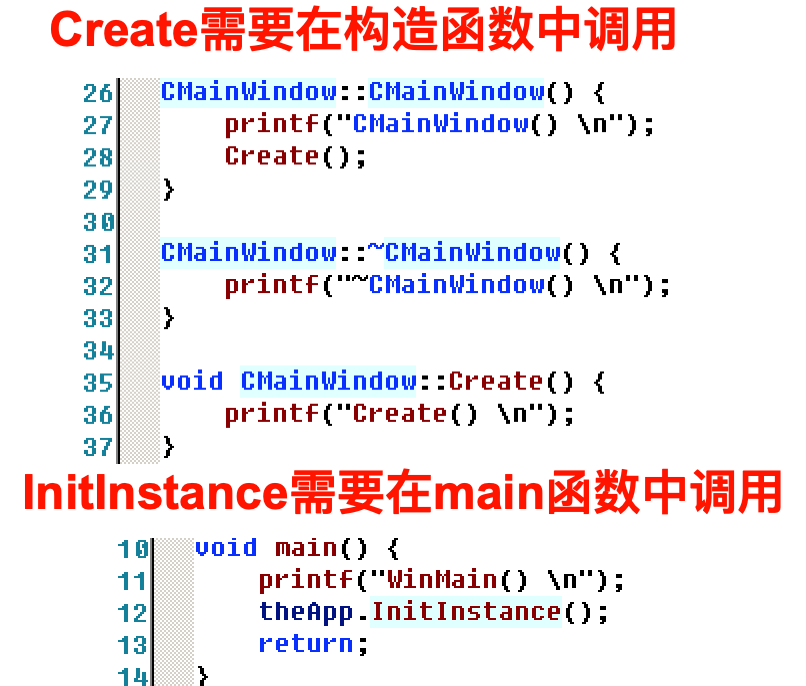 Create需要在构造函数中调用
26 CMainWindow::CMainWindow() {
27 printf("CMainWindow() \n");
28 Create();
29 }
30
31 CMainWindow::~CMainWindow() {
32 printf("~CMainWindow() \n");
33 }
34
35 void CMainWindow::Create() {
36 printf("Create() \n");
37 }
InitInstance需要在main函数中调用
10 void main() {
11 printf("WinMain() \n");
12 theApp.InitInstance();
13 return;
14 }